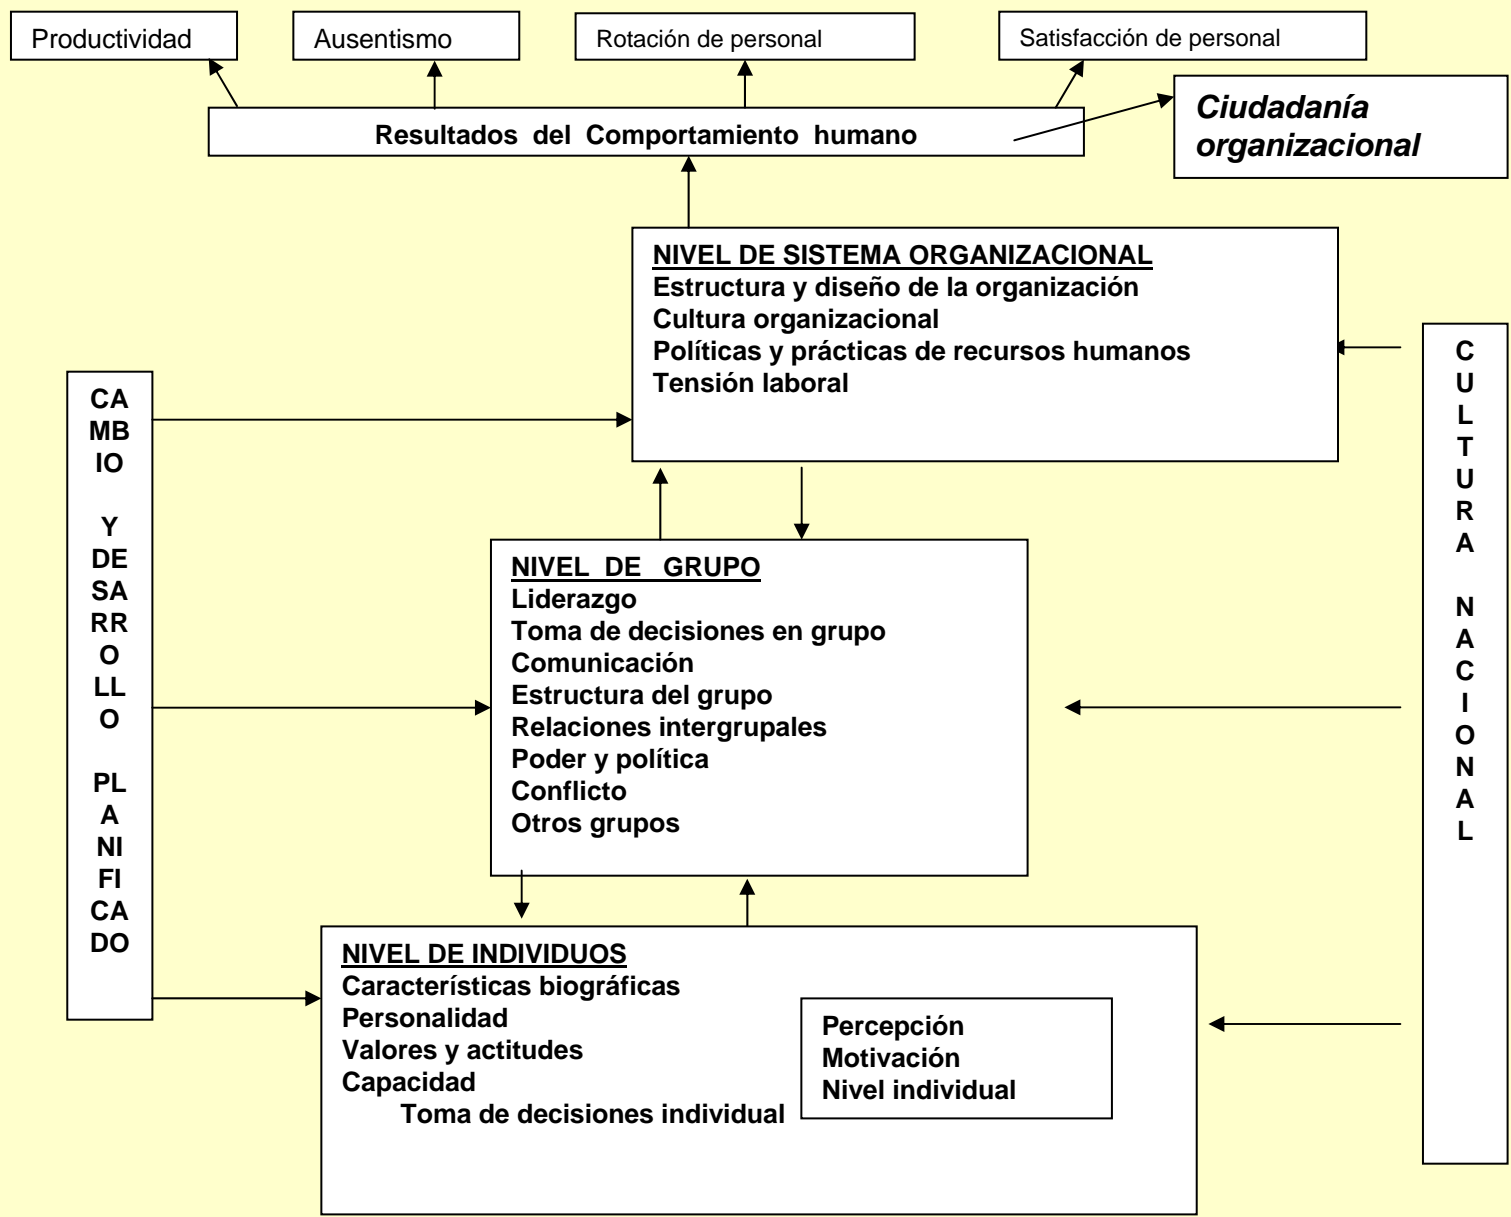 Productividad
Ausentismo
Rotación de personal
Satisfacción de personal
Ciudadanía
organizacional
Resultados del Comportamiento humano
NIVEL DE SISTEMA ORGANIZACIONAL
Estructura y diseño de la organización
Cultura organizacional
Políticas y prácticas de recursos humanos
Tensión laboral
CA
MB
IO
Y
DE
SA
RR
O
LL
O
PL
A
NI
FI
CA
DO
NIVEL DE GRUPO
Liderazgo
Toma de decisiones en grupo
Comunicación
Estructura del grupo
Relaciones intergrupales
Poder y política
Conflicto
Otros grupos
C
U
L
T
U
R
A
N
A
C
I
O
N
A
L
NIVEL DE INDIVIDUOS
Características biográficas
Personalidad
Valores y actitudes
Capacidad
Toma de decisiones individual
Percepción
Motivación
Nivel individual